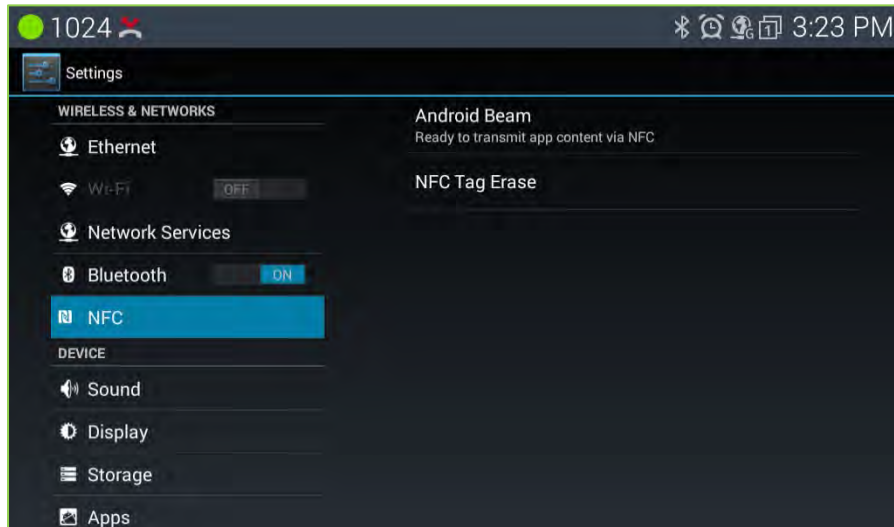 1024
3:23 PM
Settings
WIRELESS & NETWORKS
Ethernet
Wi-Fi OFF
Network Services
Bluetooth ON
NFC
DEVICE
Sound
Display
Storage
Apps
Android Beam
Ready to transmit app content via NFC
NFC Tag Erase